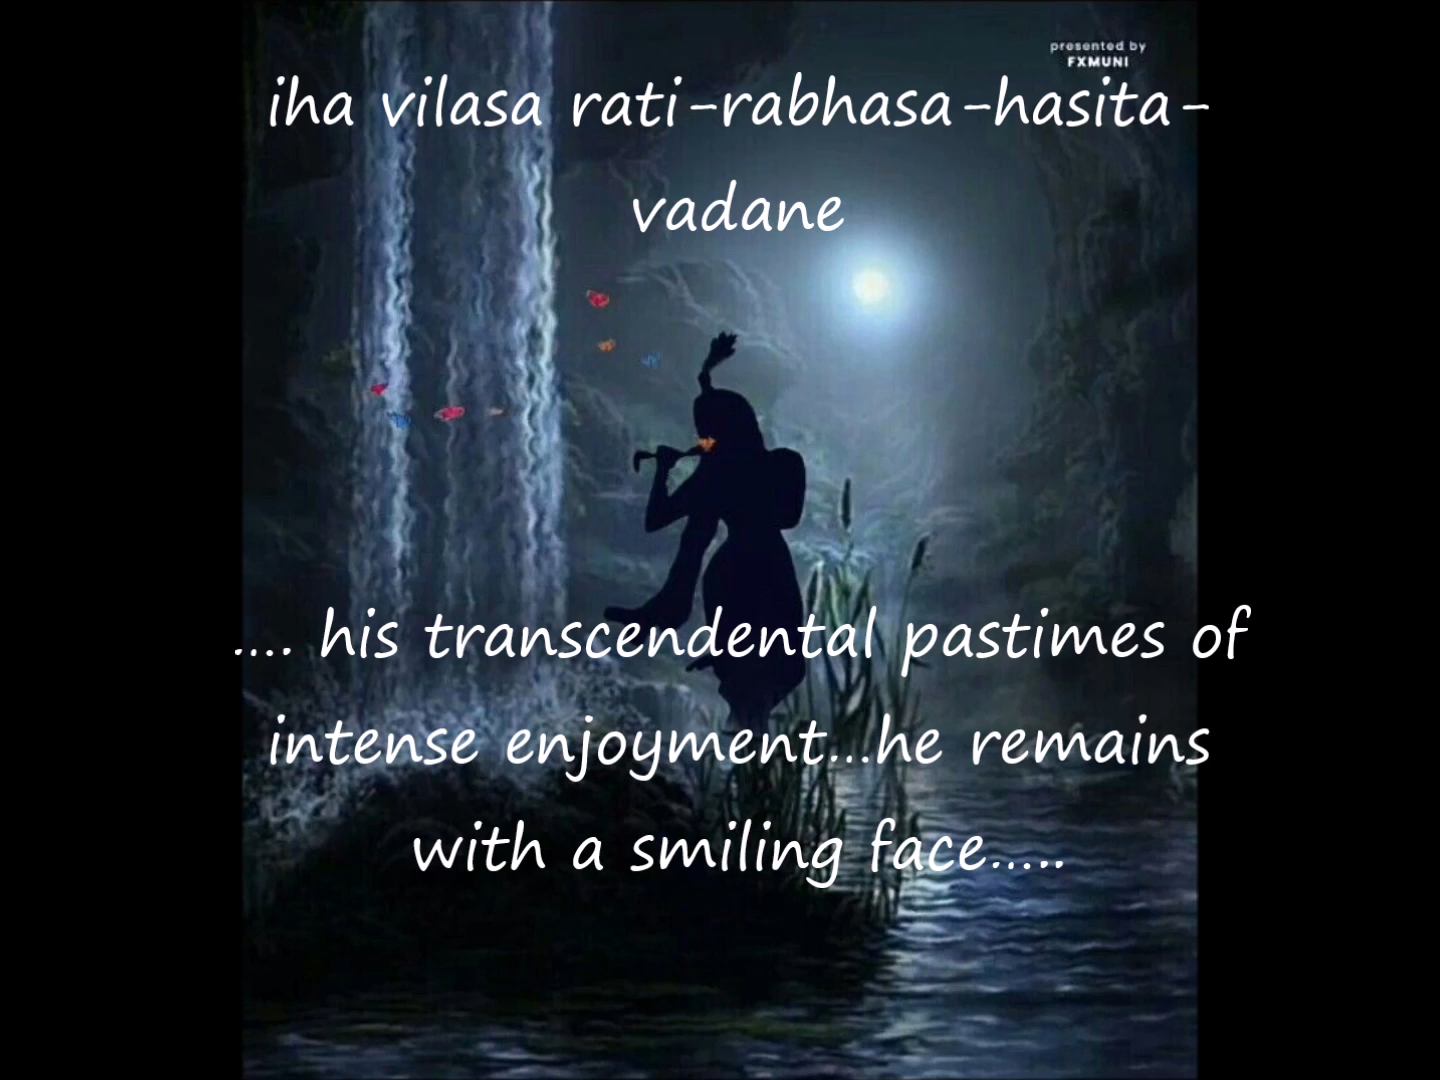 presented by
FXMUNI
iha vilasa rati-rabhasa-hasita-
vadane
.... his transcendental pastimes of
intense enjoyment...he remains
with a smiling face.....